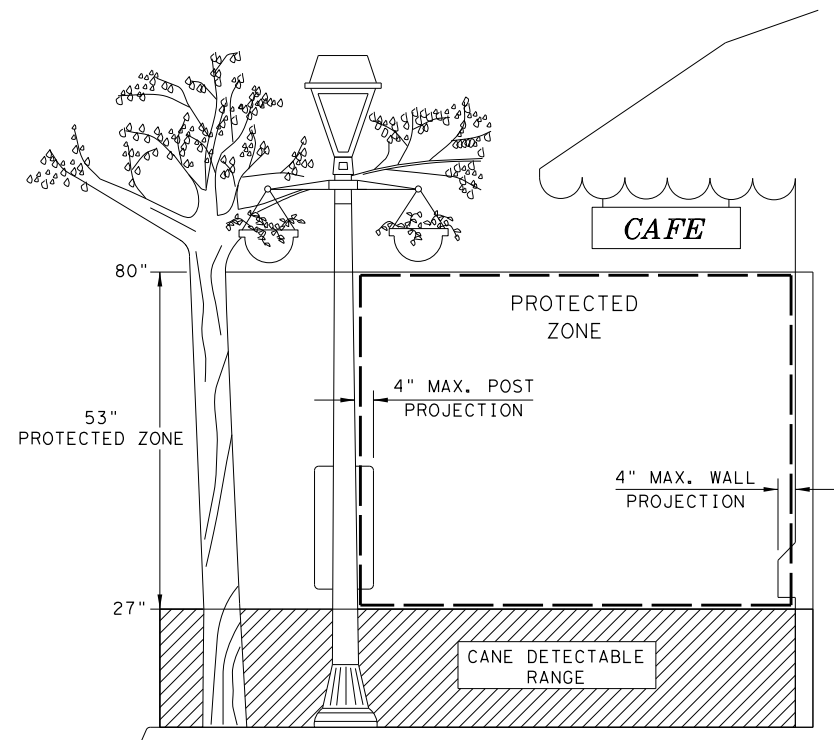 CAFE
80"
PROTECTED
ZONE
4" MAX. POST
PROJECTION
53"
PROTECTED ZONE
4" MAX. WALL
PROJECTION
27"
CANE DETECTABLE
RANGE